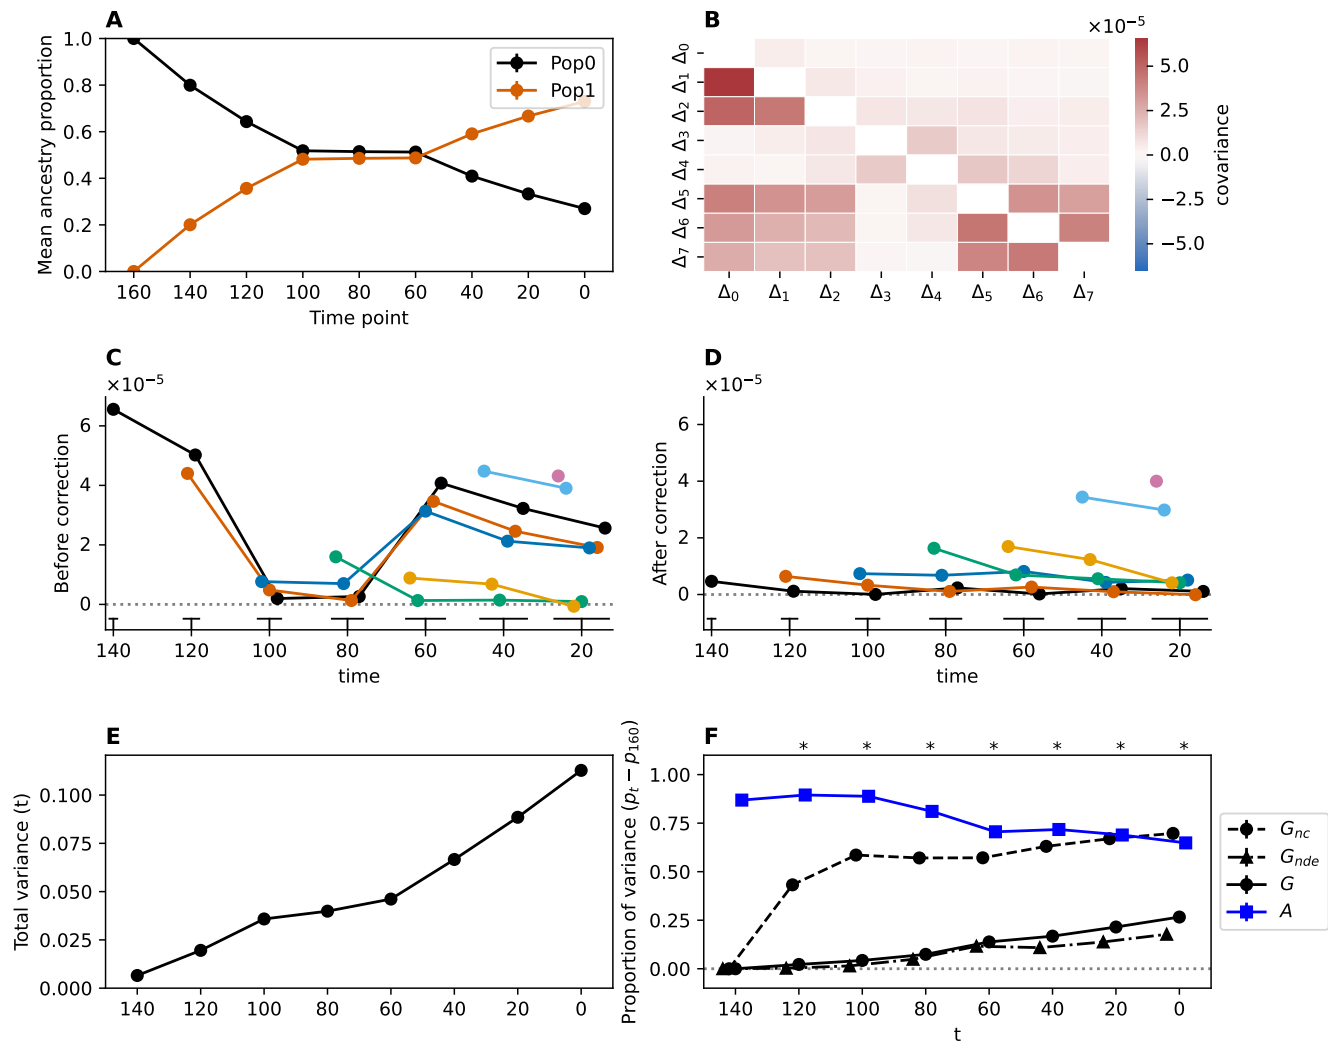 A
Mean ancestry proportion
1.0
0.8
0.6
0.4
0.2
0.0
Pop0
Pop1
160 140 120 100 80 60 40 20 0
Time point
B
×10⁻⁵
Δ₀
Δ₁
Δ₂
Δ₃
Δ₄
Δ₅
Δ₆
Δ₇
Δ₀ Δ₁ Δ₂ Δ₃ Δ₄ Δ₅ Δ₆ Δ₇
5.0
2.5
0.0
−2.5
−5.0
covariance
C
×10⁻⁵
Before correction
6
4
2
0
140 120 100 80 60 40 20
time
D
×10⁻⁵
After correction
6
4
2
0
140 120 100 80 60 40 20
time
E
Total variance (t)
0.100
0.075
0.050
0.025
0.000
140 120 100 80 60 40 20 0
F
* * * * * * *
Proportion of variance (pₜ − p₁₆₀)
1.00
0.75
0.50
0.25
0.00
140 120 100 80 60 40 20 0
t
Gnc
Gnde
G
A